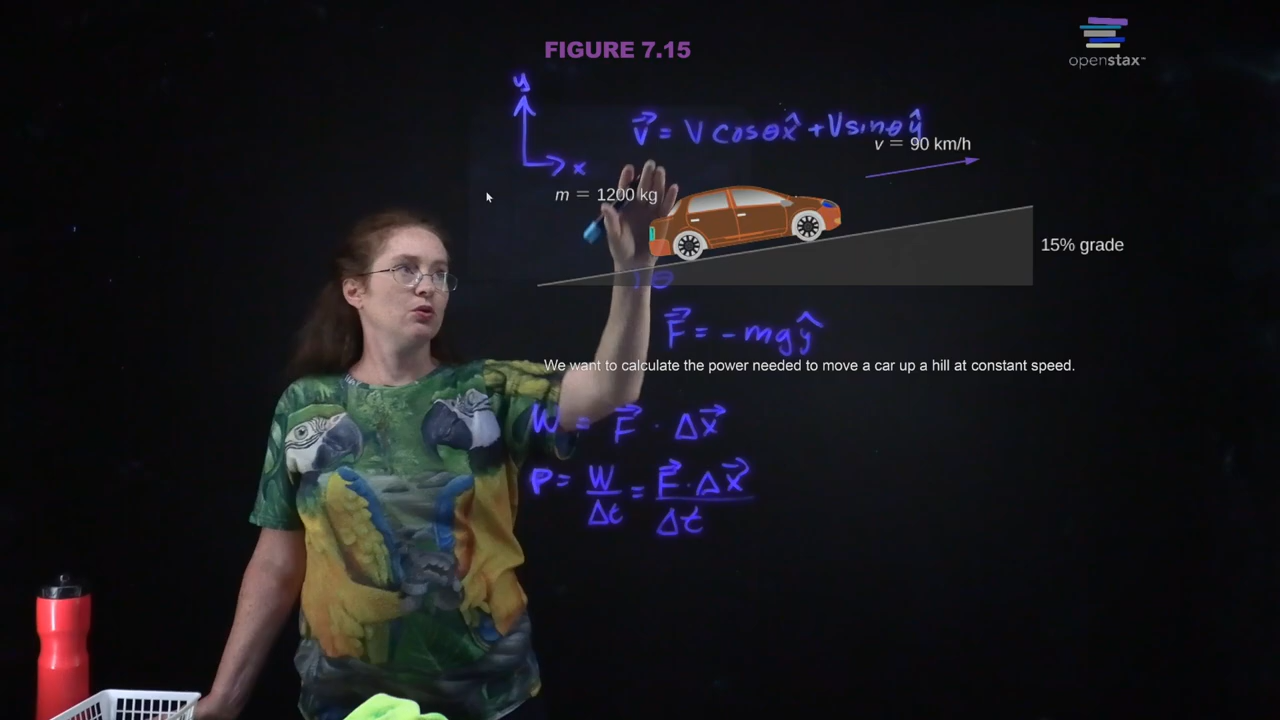 FIGURE 7.15
openstax™
y
x
v⃗ = V cosθ x̂ + V sinθ ŷ
v = 90 km/h
m = 1200 kg
15% grade
θ
F⃗ = -mg ŷ
We want to calculate the power needed to move a car up a hill at constant speed.
W = F⃗ · Δx⃗
P = W/Δt = F⃗ · Δx⃗/Δt